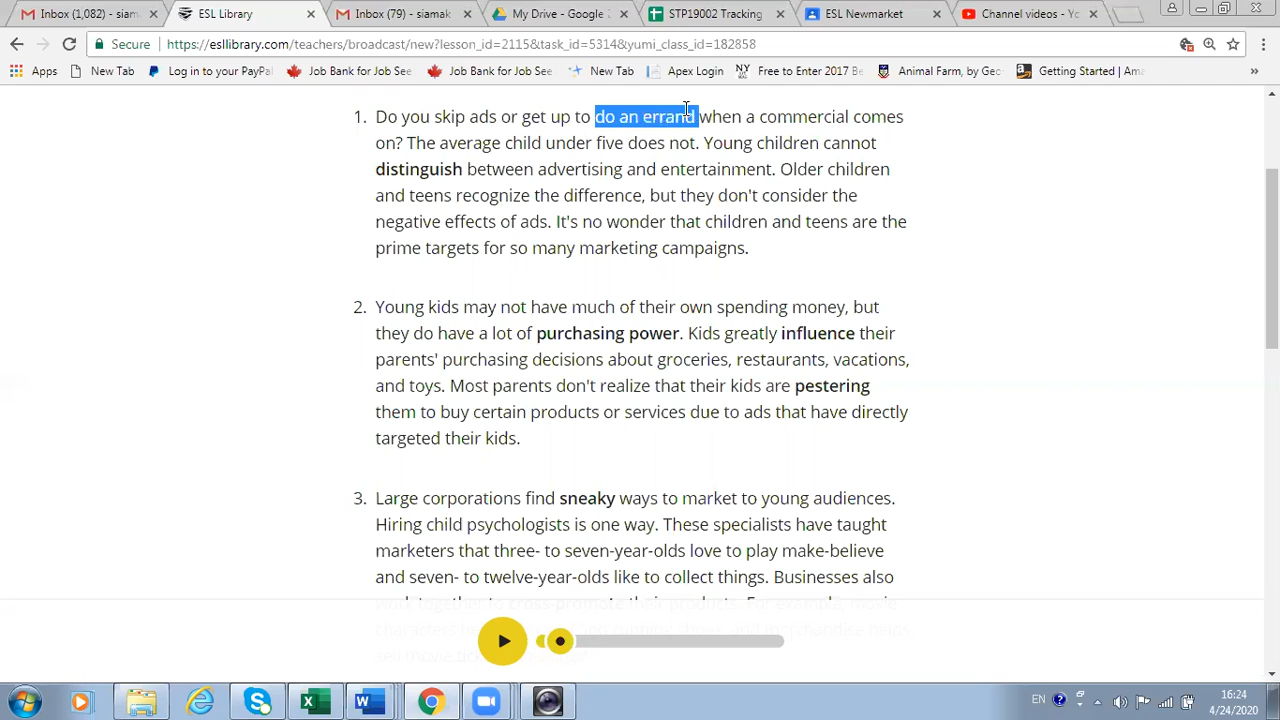 Inbox (1,082) - siam
ESL Library
Inbox (79) - siamak
My Drive - Google
STP19002 Tracking
ESL Newmarket
Channel videos - Yo
Secure
https://esllibrary.com/teachers/broadcast/new?lesson_id=2115&task_id=5314&yumi_class_id=182858
Apps
New Tab
Log in to your PayPal
Job Bank for Job See
Job Bank for Job See
New Tab
Apex Login
NY
Free to Enter 2017 Be
Animal Farm, by Geo
Getting Started | Ama
»
1. Do you skip ads or get up to do an errand when a commercial comes
on? The average child under five does not. Young children cannot
distinguish between advertising and entertainment. Older children
and teens recognize the difference, but they don't consider the
negative effects of ads. It's no wonder that children and teens are the
prime targets for so many marketing campaigns.
2. Young kids may not have much of their own spending money, but
they do have a lot of purchasing power. Kids greatly influence their
parents' purchasing decisions about groceries, restaurants, vacations,
and toys. Most parents don't realize that their kids are pestering
them to buy certain products or services due to ads that have directly
targeted their kids.
3. Large corporations find sneaky ways to market to young audiences.
Hiring child psychologists is one way. These specialists have taught
marketers that three- to seven-year-olds love to play make-believe
and seven- to twelve-year-olds like to collect things. Businesses also
work together to cross-promote their products. For example, movie
EN
16:24
4/24/2020